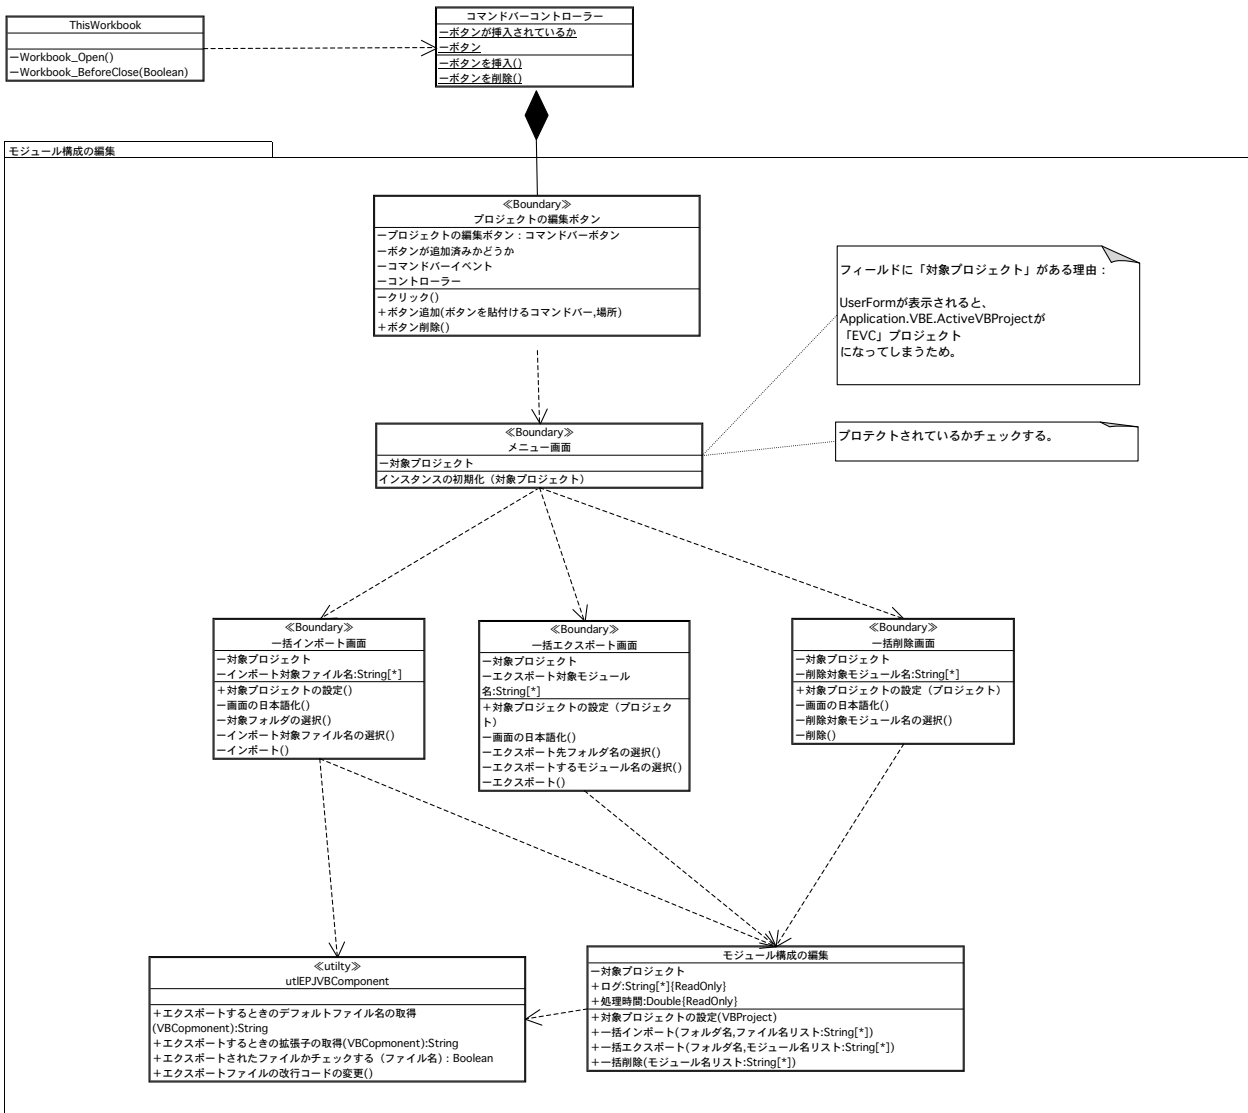 ThisWorkbook
ーWorkbook_Open()
ーWorkbook_BeforeClose(Boolean)
コマンドバーコントローラー
ーボタンが挿入されているか
ーボタン
ーボタンを挿入()
ーボタンを削除()
モジュール構成の編集
≪Boundary≫
プロジェクトの編集ボタン
ープロジェクトの編集ボタン：コマンドバーボタン
ーボタンが追加済みかどうか
ーコマンドバーイベント
ーコントローラー
ークリック()
＋ボタン追加(ボタンを貼付けるコマンドバー,場所)
＋ボタン削除()
フィールドに「対象プロジェクト」がある理由：
UserFormが表示されると、
Application.VBE.ActiveVBProjectが
「EVC」プロジェクト
になってしまうため。
≪Boundary≫
メニュー画面
ー対象プロジェクト
インスタンスの初期化（対象プロジェクト）
プロテクトされているかチェックする。
≪Boundary≫
一括インポート画面
ー対象プロジェクト
ーインポート対象ファイル名:String[*]
＋対象プロジェクトの設定()
ー画面の日本語化()
ー対象フォルダの選択()
ーインポート対象ファイル名の選択()
ーインポート()
≪Boundary≫
一括エクスポート画面
ー対象プロジェクト
ーエクスポート対象モジュール
名:String[*]
＋対象プロジェクトの設定（プロジェク
ト）
ー画面の日本語化()
ーエクスポート先フォルダ名の選択()
ーエクスポートするモジュール名の選択()
ーエクスポート()
≪Boundary≫
一括削除画面
ー対象プロジェクト
ー削除対象モジュール名:String[*]
＋対象プロジェクトの設定（プロジェクト）
ー画面の日本語化()
ー削除対象モジュール名の選択()
ー削除()
≪utilty≫
utlEPJVBComponent
＋エクスポートするときのデフォルトファイル名の取得
(VBCopmonent):String
＋エクスポートするときの拡張子の取得(VBCopmonent):String
＋エクスポートされたファイルかチェックする（ファイル名）: Boolean
＋エクスポートファイルの改行コードの変更()
モジュール構成の編集
ー対象プロジェクト
＋ログ:String[*]{ReadOnly}
＋処理時間:Double{ReadOnly}
＋対象プロジェクトの設定(VBProject)
＋一括インポート(フォルダ名,ファイル名リスト:String[*])
＋一括エクスポート(フォルダ名,モジュール名リスト:String[*])
＋一括削除(モジュール名リスト:String[*])